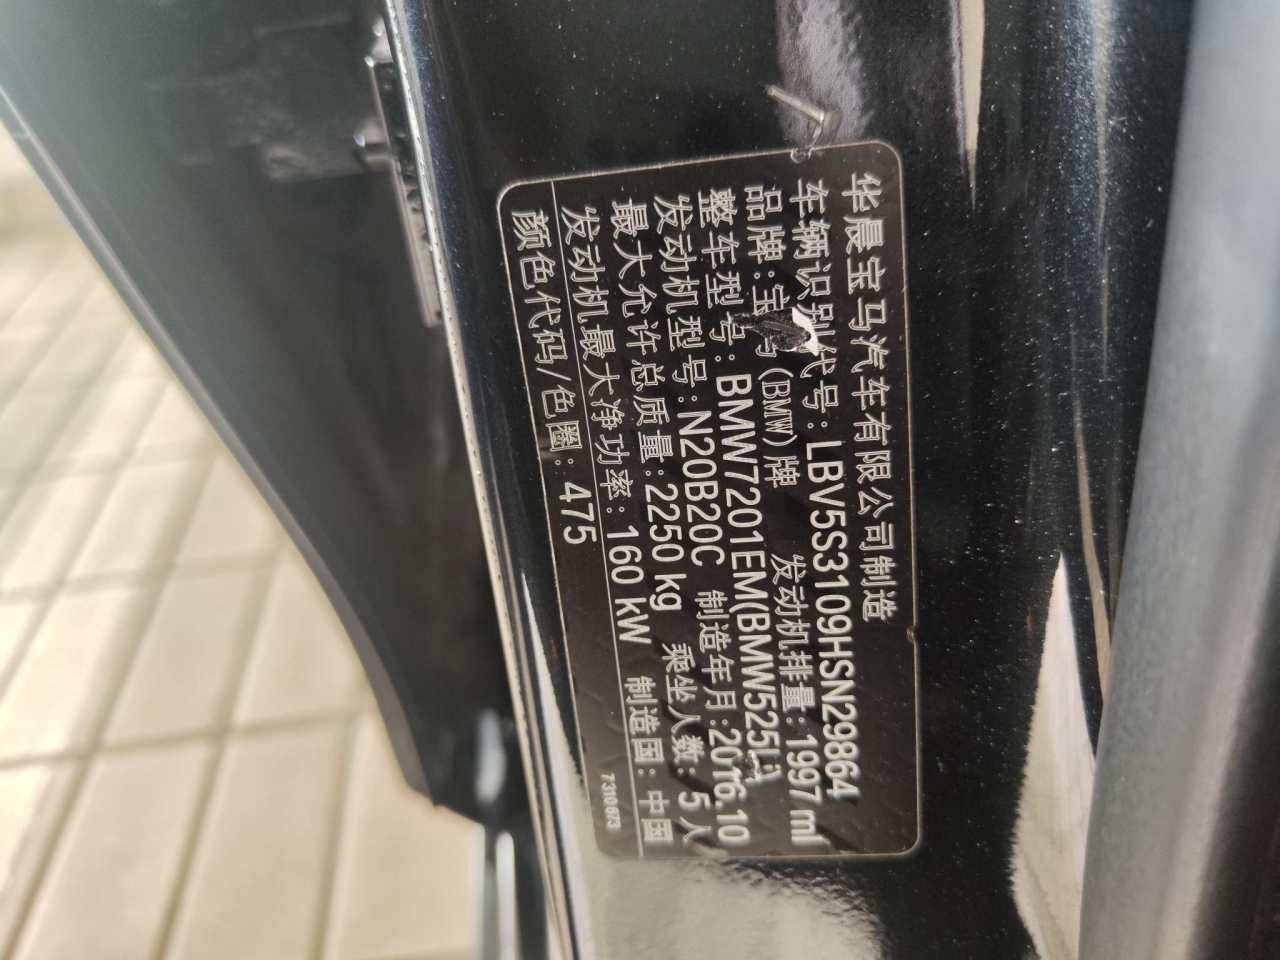 华晨宝马汽车有限公司制造
车辆识别代号:LBV5S3109HSN29864
品牌:宝马(BMW)牌 发动机排量:1997 ml
整车型号:BMW7201EM(BMW525Li)
发动机型号:N20B20C 制造年月:2016.10
最大允许总质量:2250 kg 乘坐人数:5人
发动机最大净功率:160 kW 制造国:中国
颜色代码/色圈:475
7310673